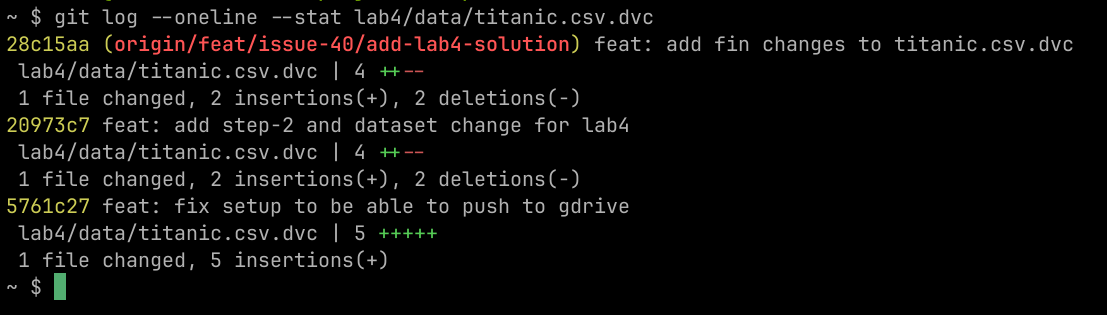 ~ $ git log --oneline --stat lab4/data/titanic.csv.dvc
28c15aa (origin/feat/issue-40/add-lab4-solution) feat: add fin changes to titanic.csv.dvc
 lab4/data/titanic.csv.dvc | 4 ++--
 1 file changed, 2 insertions(+), 2 deletions(-)
20973c7 feat: add step-2 and dataset change for lab4
 lab4/data/titanic.csv.dvc | 4 ++--
 1 file changed, 2 insertions(+), 2 deletions(-)
5761c27 feat: fix setup to be able to push to gdrive
 lab4/data/titanic.csv.dvc | 5 +++++
 1 file changed, 5 insertions(+)
~ $